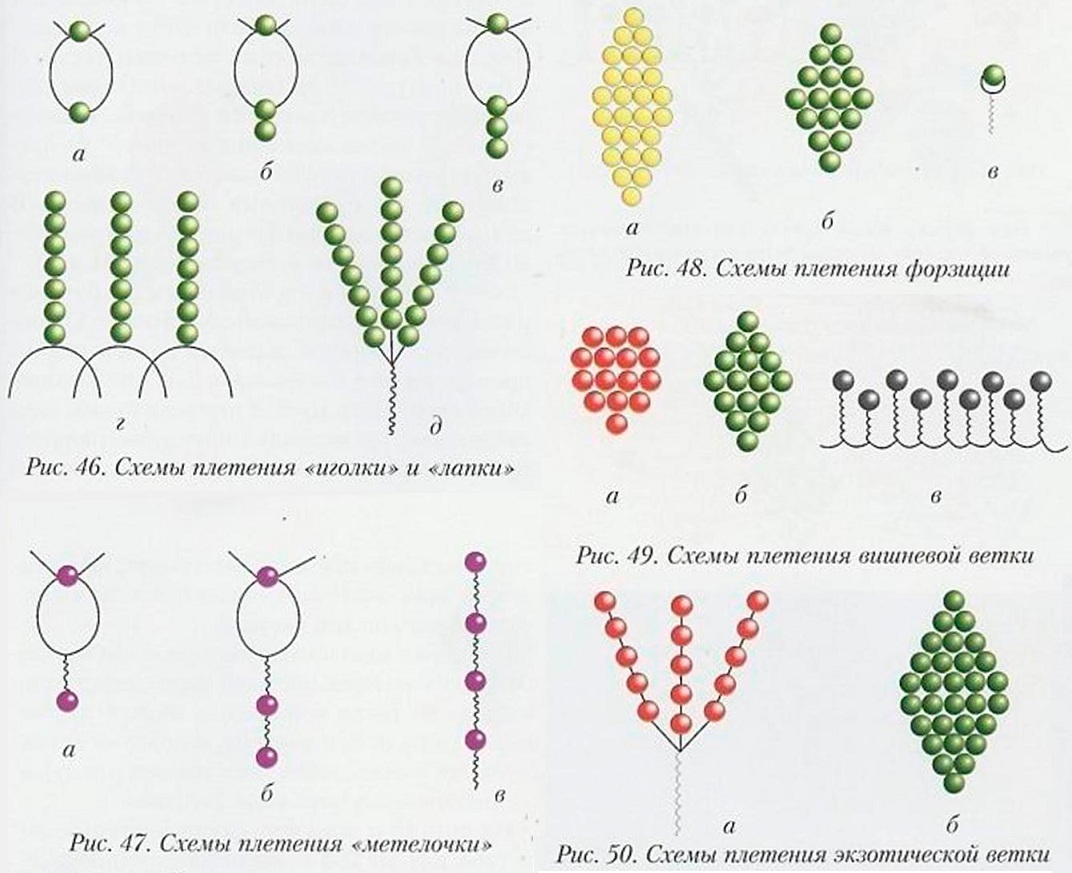 а
б
в
г
д
Рис. 46. Схемы плетения «иголки» и «лапки»
а
б
в
Рис. 47. Схемы плетения «метелочки»
а
б
в
Рис. 48. Схемы плетения форзиции
а
б
в
Рис. 49. Схемы плетения вишневой ветки
а
б
Рис. 50. Схемы плетения экзотической ветки